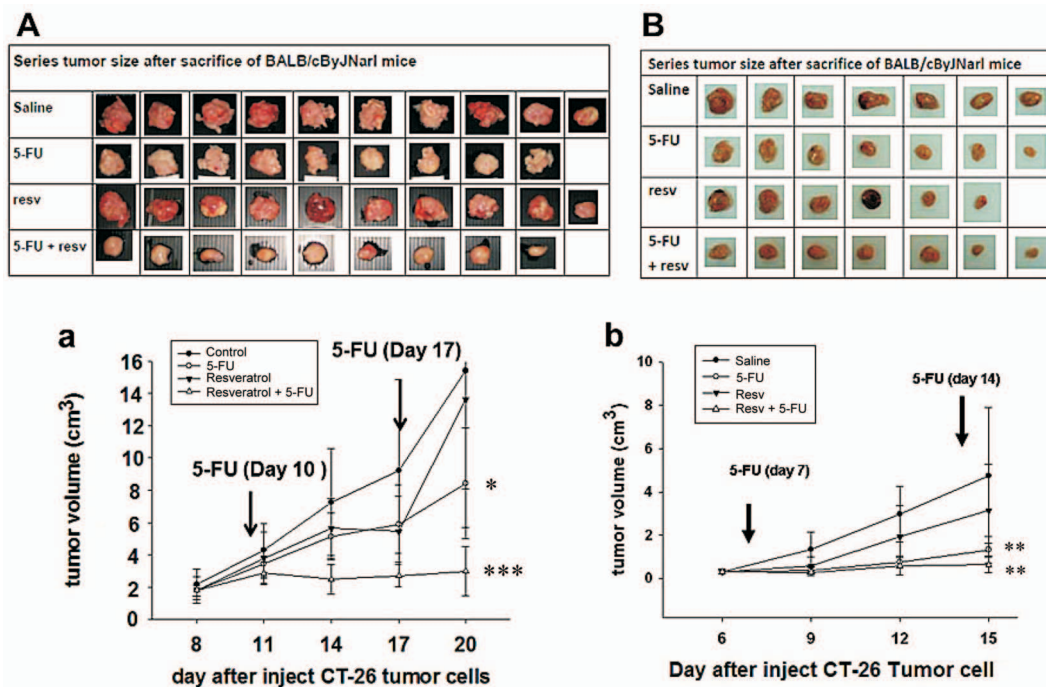 A
Series tumor size after sacrifice of BALB/cByJNarl mice
Saline
5-FU
resv
5-FU + resv
B
Series tumor size after sacrifice of BALB/cByJNarl mice
Saline
5-FU
resv
5-FU
+ resv
a
Control
5-FU
Resveratrol
Resveratrol + 5-FU
5-FU (Day 17)
5-FU (Day 10 )
tumor volume (cm³)
16
14
12
10
8
6
4
2
0
*
***
8 11 14 17 20
day after inject CT-26 tumor cells
b
Saline
5-FU
Resv
Resv + 5-FU
5-FU (day 14)
5-FU (day 7)
tumor volume (cm³)
10
8
6
4
2
0
**
**
6 9 12 15
Day after inject CT-26 Tumor cell